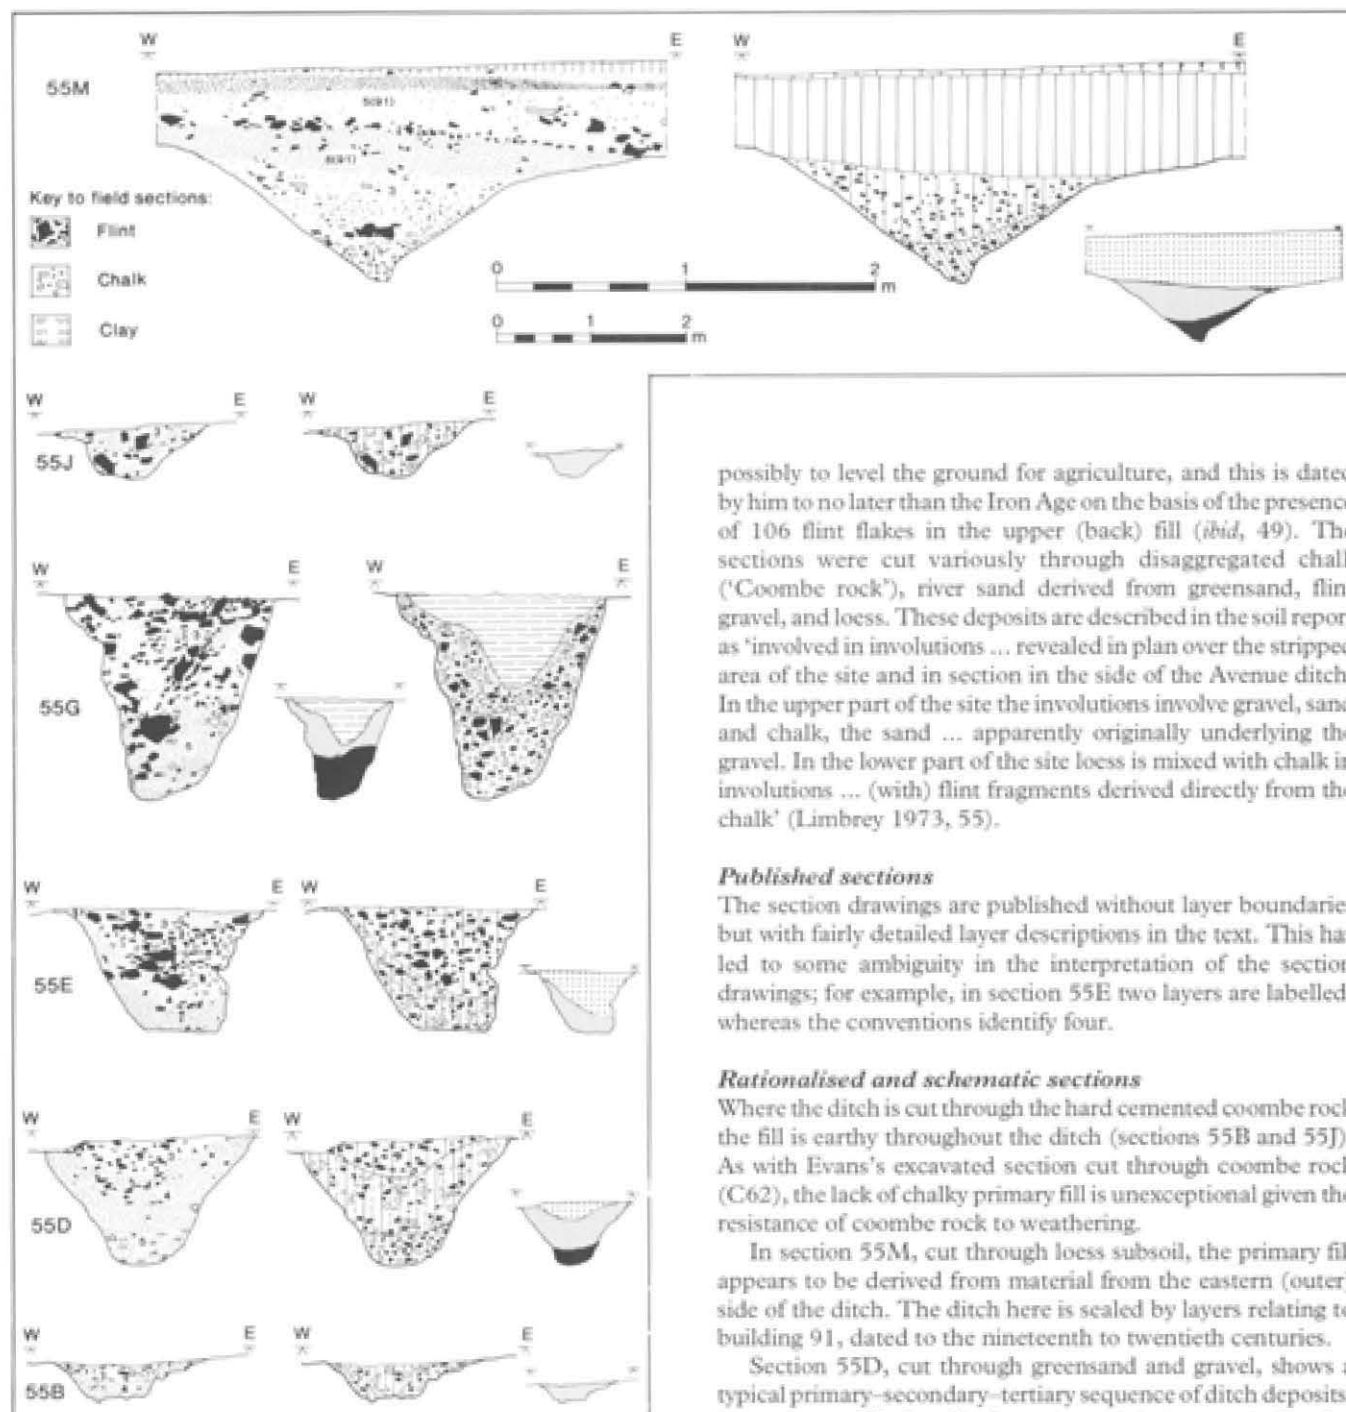 W E W E
55M
5(91)
6(91)
Key to field sections:
Flint
Chalk
Clay
0 1 2
m
0 1 2
m
W E W E
55J
W E W E
55G
W E W E
55E
W E W E
55D
W E W E
55B
possibly to level the ground for agriculture, and this is dated
by him to no later than the Iron Age on the basis of the presence
of 106 flint flakes in the upper (back) fill (ibid, 49). The
sections were cut variously through disaggregated chalk
(‘Coombe rock’), river sand derived from greensand, flin
gravel, and loess. These deposits are described in the soil repor
as ‘involved in involutions ... revealed in plan over the stripped
area of the site and in section in the side of the Avenue ditch
In the upper part of the site the involutions involve gravel, sand
and chalk, the sand ... apparently originally underlying the
gravel. In the lower part of the site loess is mixed with chalk in
involutions ... (with) flint fragments derived directly from the
chalk’ (Limbrey 1973, 55).
Published sections
The section drawings are published without layer boundarie
but with fairly detailed layer descriptions in the text. This ha
led to some ambiguity in the interpretation of the section
drawings; for example, in section 55E two layers are labelled
whereas the conventions identify four.
Rationalised and schematic sections
Where the ditch is cut through the hard cemented coombe rock
the fill is earthy throughout the ditch (sections 55B and 55J)
As with Evans’s excavated section cut through coombe rock
(C62), the lack of chalky primary fill is unexceptional given the
resistance of coombe rock to weathering.
In section 55M, cut through loess subsoil, the primary fil
appears to be derived from material from the eastern (outer)
side of the ditch. The ditch here is sealed by layers relating to
building 91, dated to the nineteenth to twentieth centuries.
Section 55D, cut through greensand and gravel, shows a
typical primary–secondary–tertiary sequence of ditch deposits